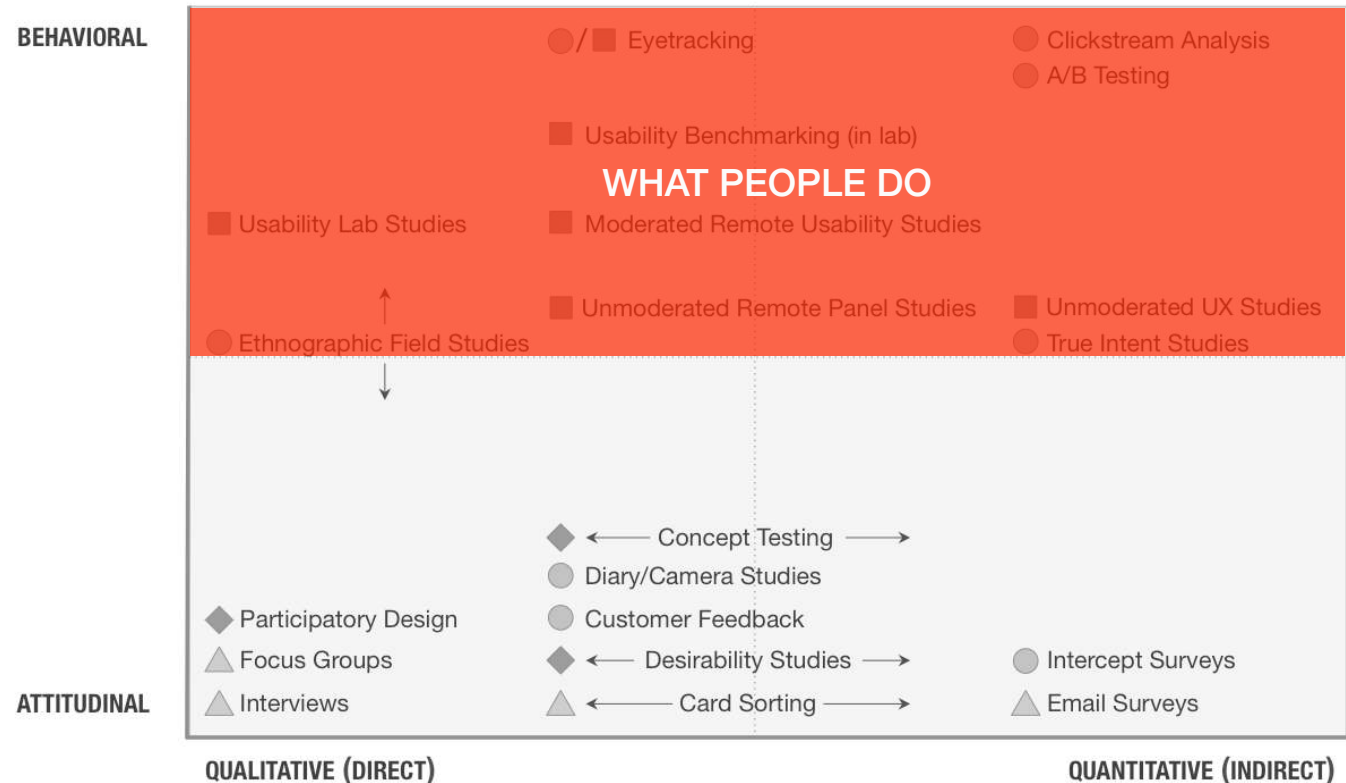 BEHAVIORAL
/ Eyetracking
Clickstream Analysis
A/B Testing
Usability Benchmarking (in lab)
WHAT PEOPLE DO
Usability Lab Studies
Moderated Remote Usability Studies
Unmoderated Remote Panel Studies
Unmoderated UX Studies
Ethnographic Field Studies
True Intent Studies
Concept Testing
Diary/Camera Studies
Participatory Design
Customer Feedback
Focus Groups
Desirability Studies
Intercept Surveys
ATTITUDINAL
Interviews
Card Sorting
Email Surveys
QUALITATIVE (DIRECT)
QUANTITATIVE (INDIRECT)